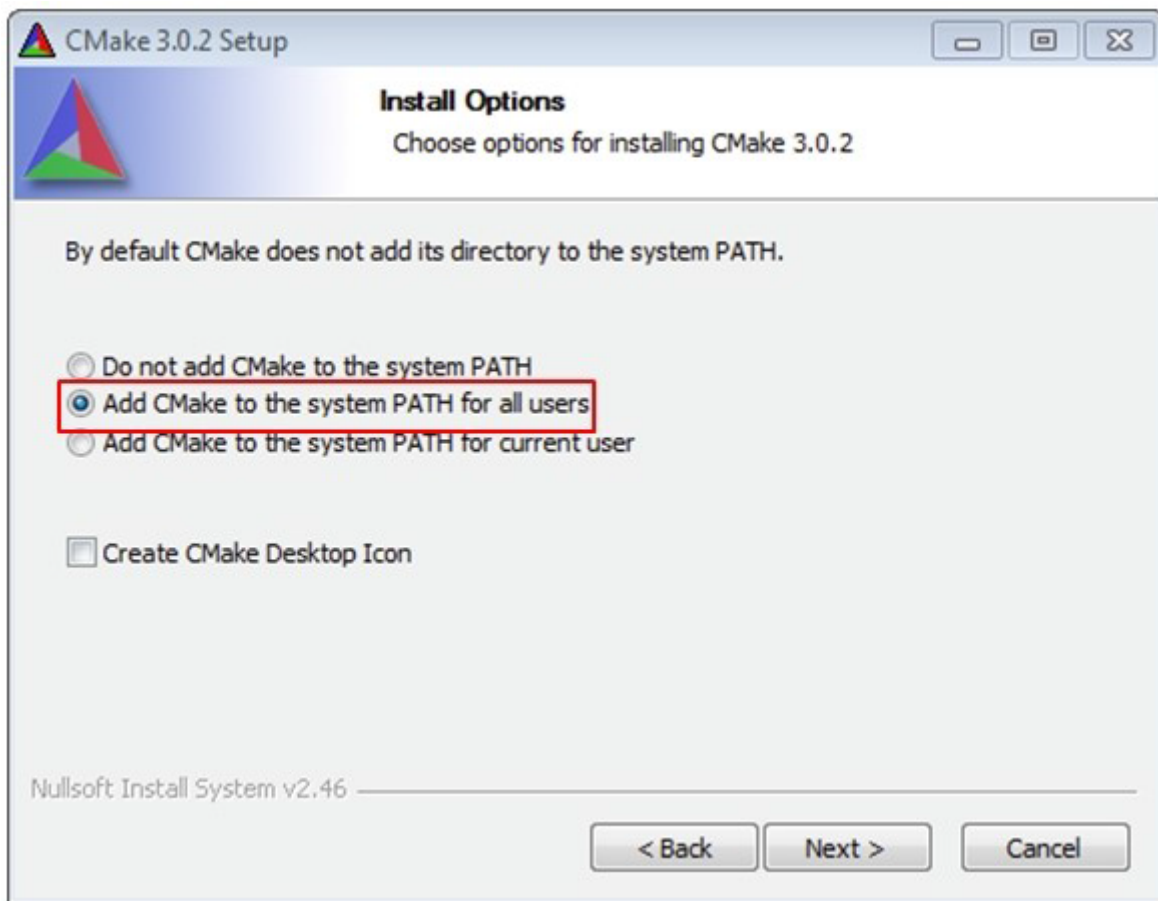 CMake 3.0.2 Setup
Install Options
Choose options for installing CMake 3.0.2
By default CMake does not add its directory to the system PATH.
Do not add CMake to the system PATH
Add CMake to the system PATH for all users
Add CMake to the system PATH for current user
Create CMake Desktop Icon
Nullsoft Install System v2.46
< Back Next > Cancel